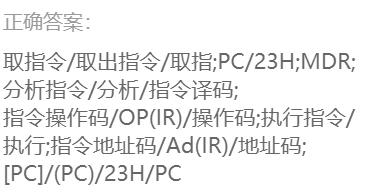 正确答案：
取指令/取出指令/取指;PC/23H;MDR;
分析指令/分析/指令译码;
指令操作码/OP(IR)/操作码;执行指令/
执行;指令地址码/Ad(IR)/地址码;
[PC]/(PC)/23H/PC